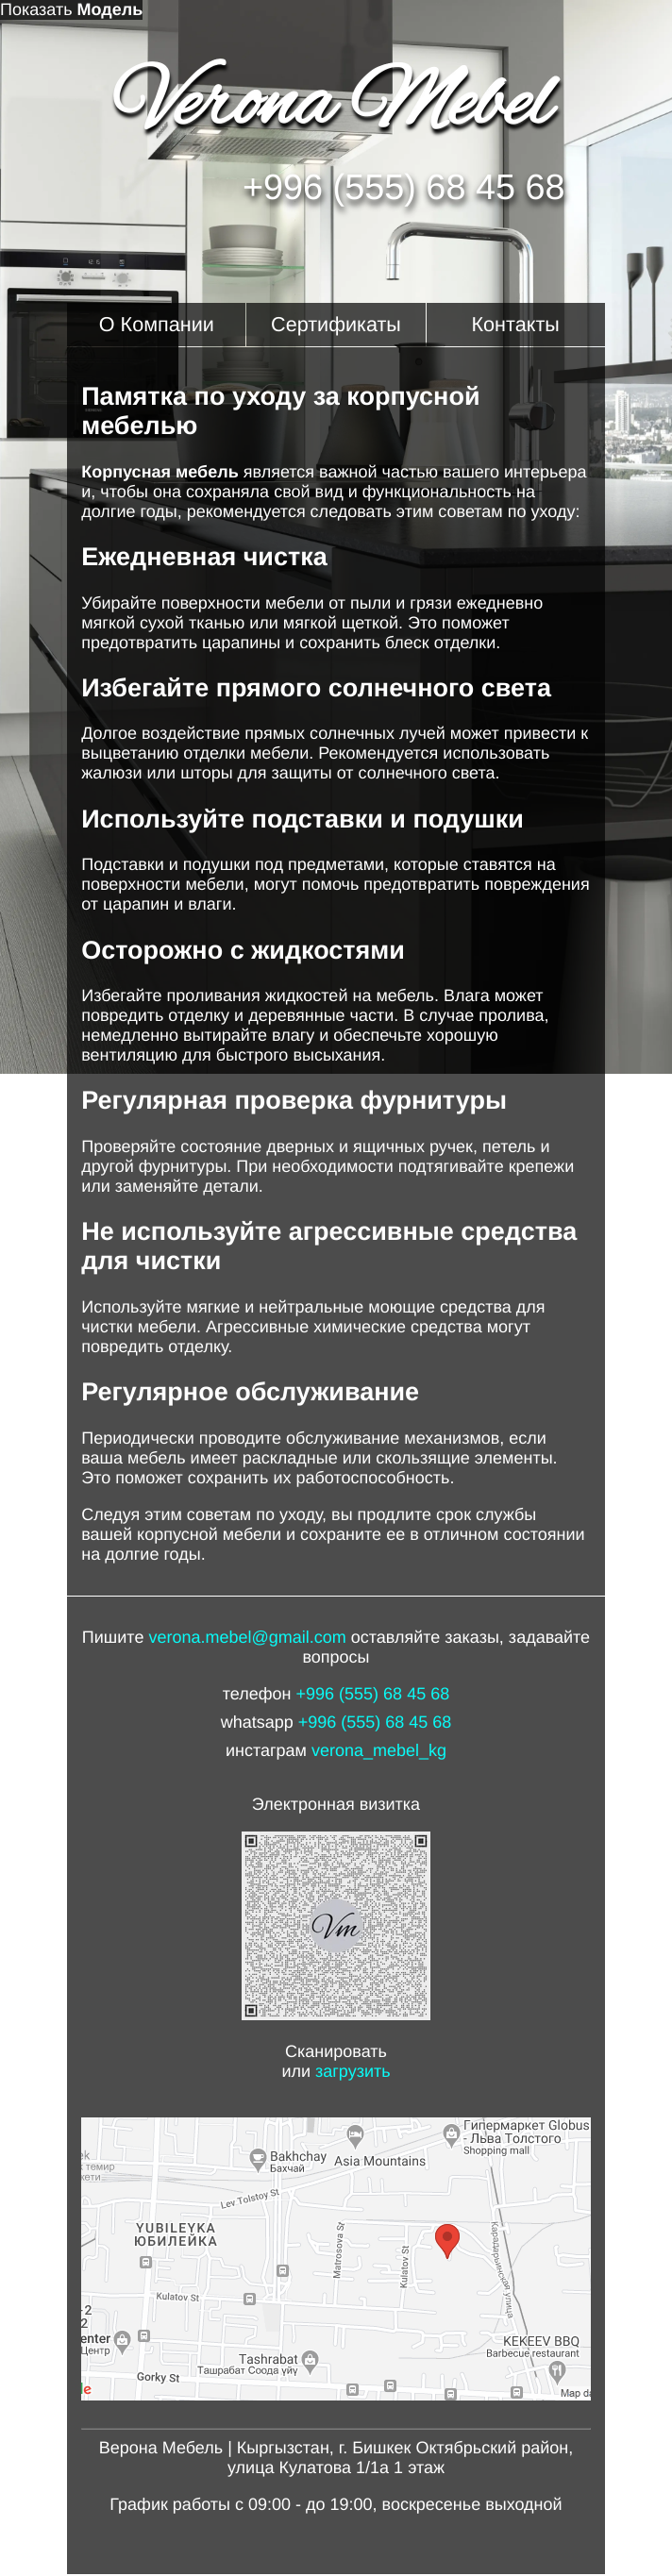 Показать Модель
Verona Mebel
+996 (555) 68 45 68
О Компании Сертификаты Контакты
Памятка по уходу за корпусной
мебелью
Корпусная мебель является важной частью вашего интерьера
и, чтобы она сохраняла свой вид и функциональность на
долгие годы, рекомендуется следовать этим советам по уходу:
Ежедневная чистка
Убирайте поверхности мебели от пыли и грязи ежедневно
мягкой сухой тканью или мягкой щеткой. Это поможет
предотвратить царапины и сохранить блеск отделки.
Избегайте прямого солнечного света
Долгое воздействие прямых солнечных лучей может привести к
выцветанию отделки мебели. Рекомендуется использовать
жалюзи или шторы для защиты от солнечного света.
Используйте подставки и подушки
Подставки и подушки под предметами, которые ставятся на
поверхности мебели, могут помочь предотвратить повреждения
от царапин и влаги.
Осторожно с жидкостями
Избегайте проливания жидкостей на мебель. Влага может
повредить отделку и деревянные части. В случае пролива,
немедленно вытирайте влагу и обеспечьте хорошую
вентиляцию для быстрого высыхания.
Регулярная проверка фурнитуры
Проверяйте состояние дверных и ящичных ручек, петель и
другой фурнитуры. При необходимости подтягивайте крепежи
или заменяйте детали.
Не используйте агрессивные средства
для чистки
Используйте мягкие и нейтральные моющие средства для
чистки мебели. Агрессивные химические средства могут
повредить отделку.
Регулярное обслуживание
Периодически проводите обслуживание механизмов, если
ваша мебель имеет раскладные или скользящие элементы.
Это поможет сохранить их работоспособность.
Следуя этим советам по уходу, вы продлите срок службы
вашей корпусной мебели и сохраните ее в отличном состоянии
на долгие годы.
Пишите verona.mebel@gmail.com оставляйте заказы, задавайте
вопросы
телефон +996 (555) 68 45 68
whatsapp +996 (555) 68 45 68
инстаграм verona_mebel_kg
Электронная визитка
Vm
Сканировать
или загрузить
Гипермаркет Globus
- Льва Толстого
Shopping mall
Bakhchay
Бахчай
Asia Mountains
темир
Lev Tolstoy St
YUBILEYKA
ЮБИЛЕЙКА
Matrosova St
Kulatov St
Карадарьинская улица
Kulatov St
2
2
enter
Центр
KEKEEV BBQ
Barbecue restaurant
Tashrabat
Ташрабат Соода үйү
Gorky St
Map da
Верона Мебель | Кыргызстан, г. Бишкек Октябрьский район,
улица Кулатова 1/1а 1 этаж
График работы с 09:00 - до 19:00, воскресенье выходной